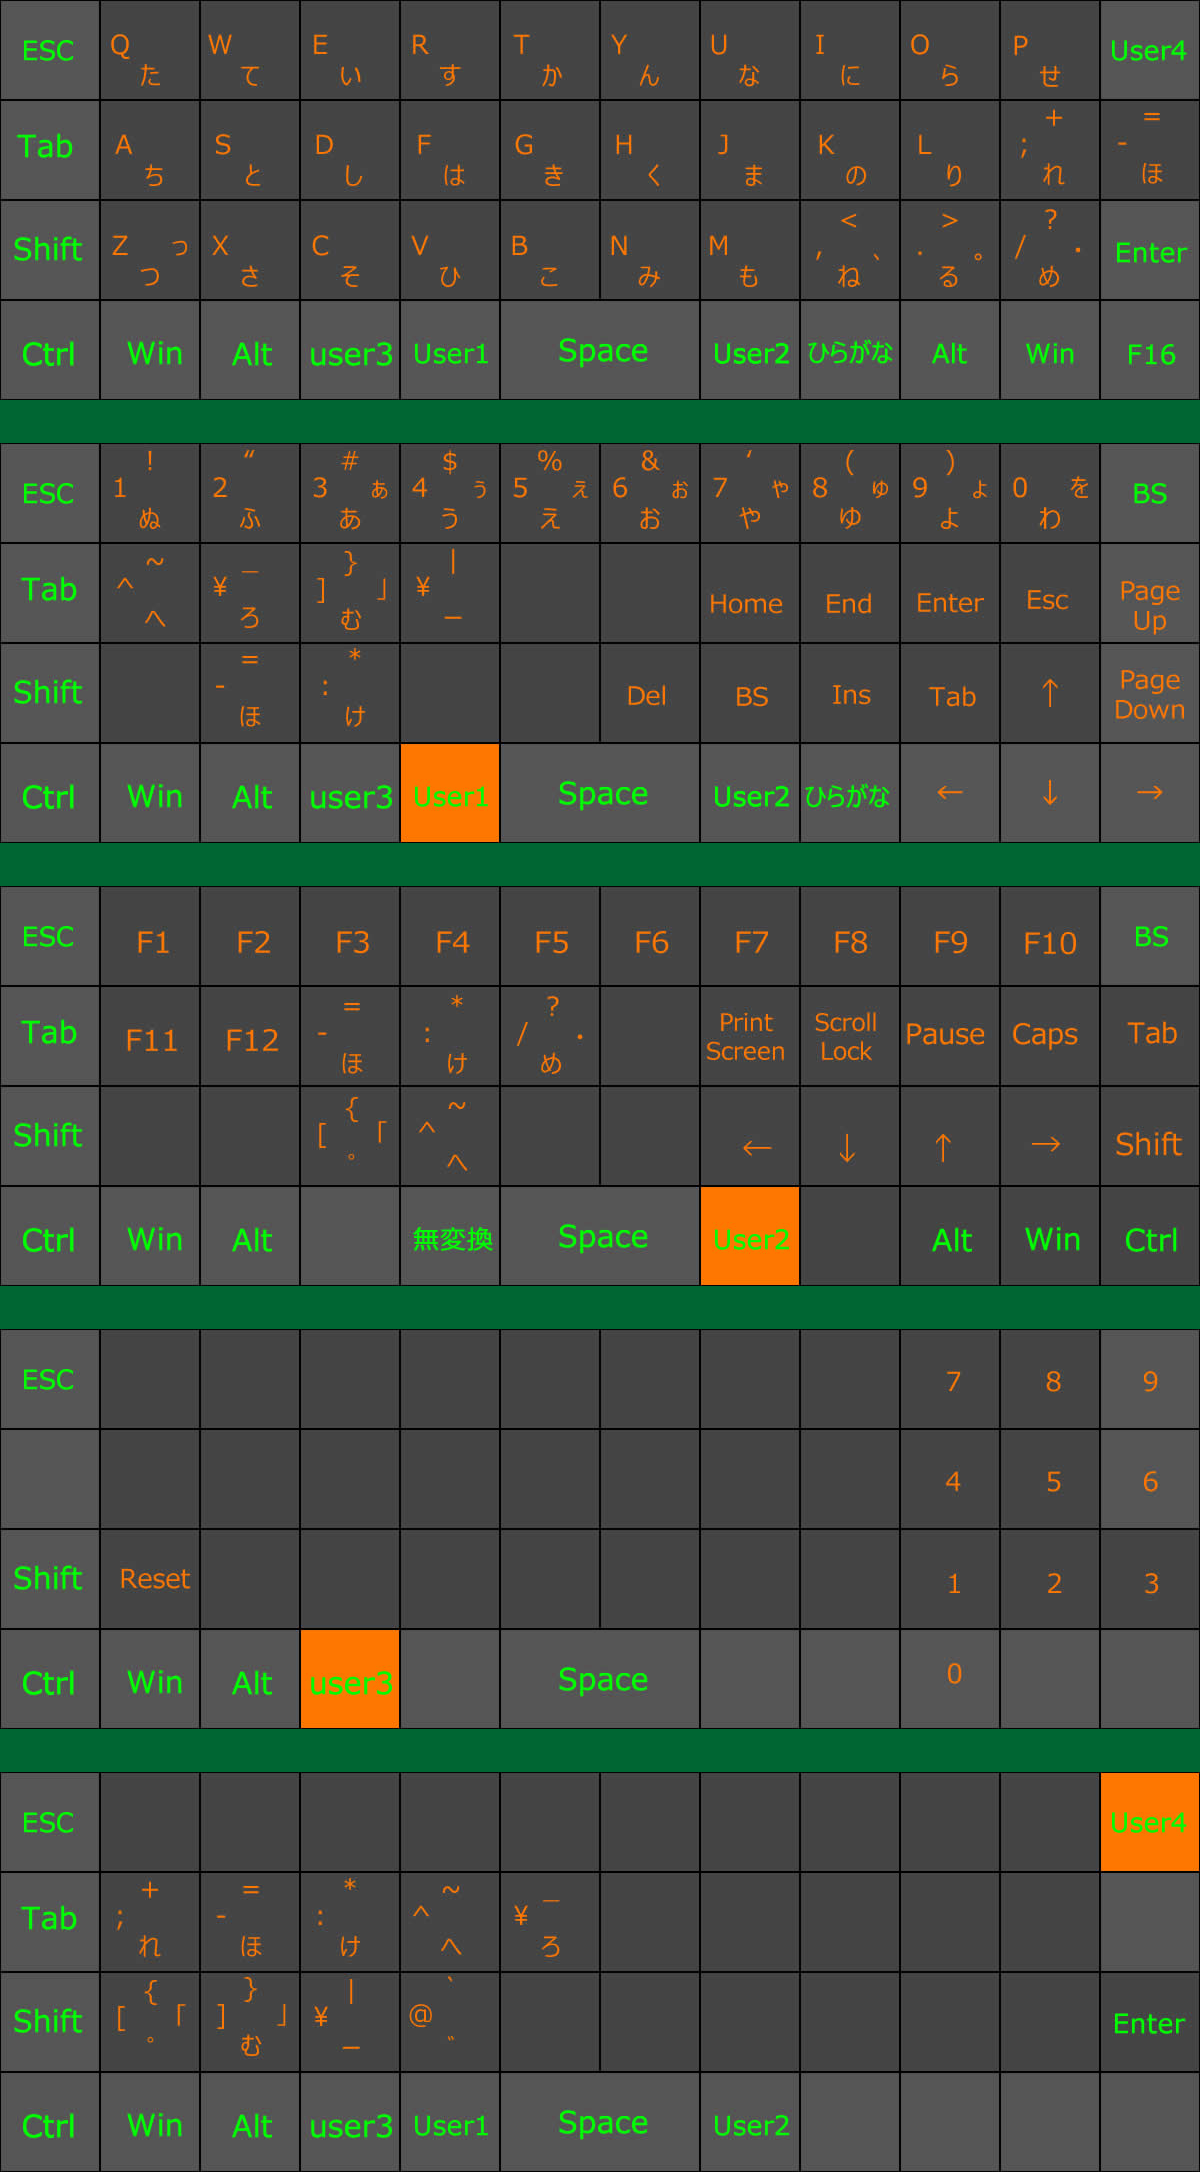 ESC Q た W て E い R す T か Y ん U な I に O ら P せ User4
Tab A ち S と D し F は G き H く J ま K の L り + ; れ = - ほ
Shift Z っ つ X さ C そ V ひ B こ N み M も < , 、 ね > . 。 る ? / ・ め Enter
Ctrl Win Alt user3 User1 Space User2 ひらがな Alt Win F16
ESC ! 1 ぬ “ 2 ふ # 3 ぁ あ $ 4 ぅ う % 5 ぇ え & 6 ぉ お ‘ 7 ゃ や ( 8 ゅ ゆ ) 9 ょ よ 0 を わ BS
Tab ~ ^ へ _ ¥ ろ } ] 」 む | ¥ ー Home End Enter Esc Page Up
Shift = - ほ * : け Del BS Ins Tab ↑ Page Down
Ctrl Win Alt user3 User1 Space User2 ひらがな ← ↓ →
ESC F1 F2 F3 F4 F5 F6 F7 F8 F9 F10 BS
Tab F11 F12 = - ほ * : け ? / ・ め Print Screen Scroll Lock Pause Caps Tab
Shift { [ 「 ° ~ ^ へ ← ↓ ↑ → Shift
Ctrl Win Alt 無変換 Space User2 Alt Win Ctrl
ESC 7 8 9
4 5 6
Shift Reset 1 2 3
Ctrl Win Alt user3 Space 0
ESC User4
Tab + ; れ = - ほ * : け ~ ^ へ _ ¥ ろ
Shift { [ 「 ° } ] 」 む | ¥ ー ` @ ゛ Enter
Ctrl Win Alt user3 User1 Space User2